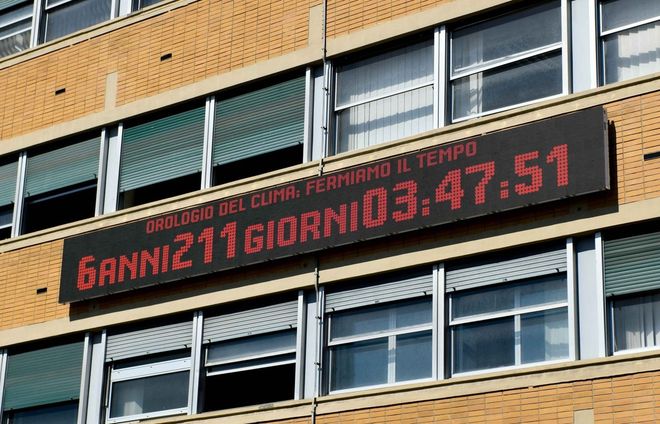 OROLOGIO DEL CLIMA: FERMIAMO IL TEMPO
6ANNI211GIORNI03:47:51